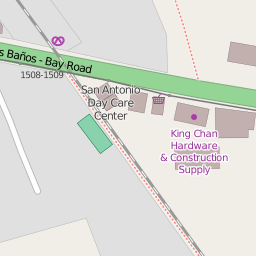 s Baños - Bay Road
1508-1509
San Antonio
Day Care
Center
King Chan
Hardware
& Construction
Supply